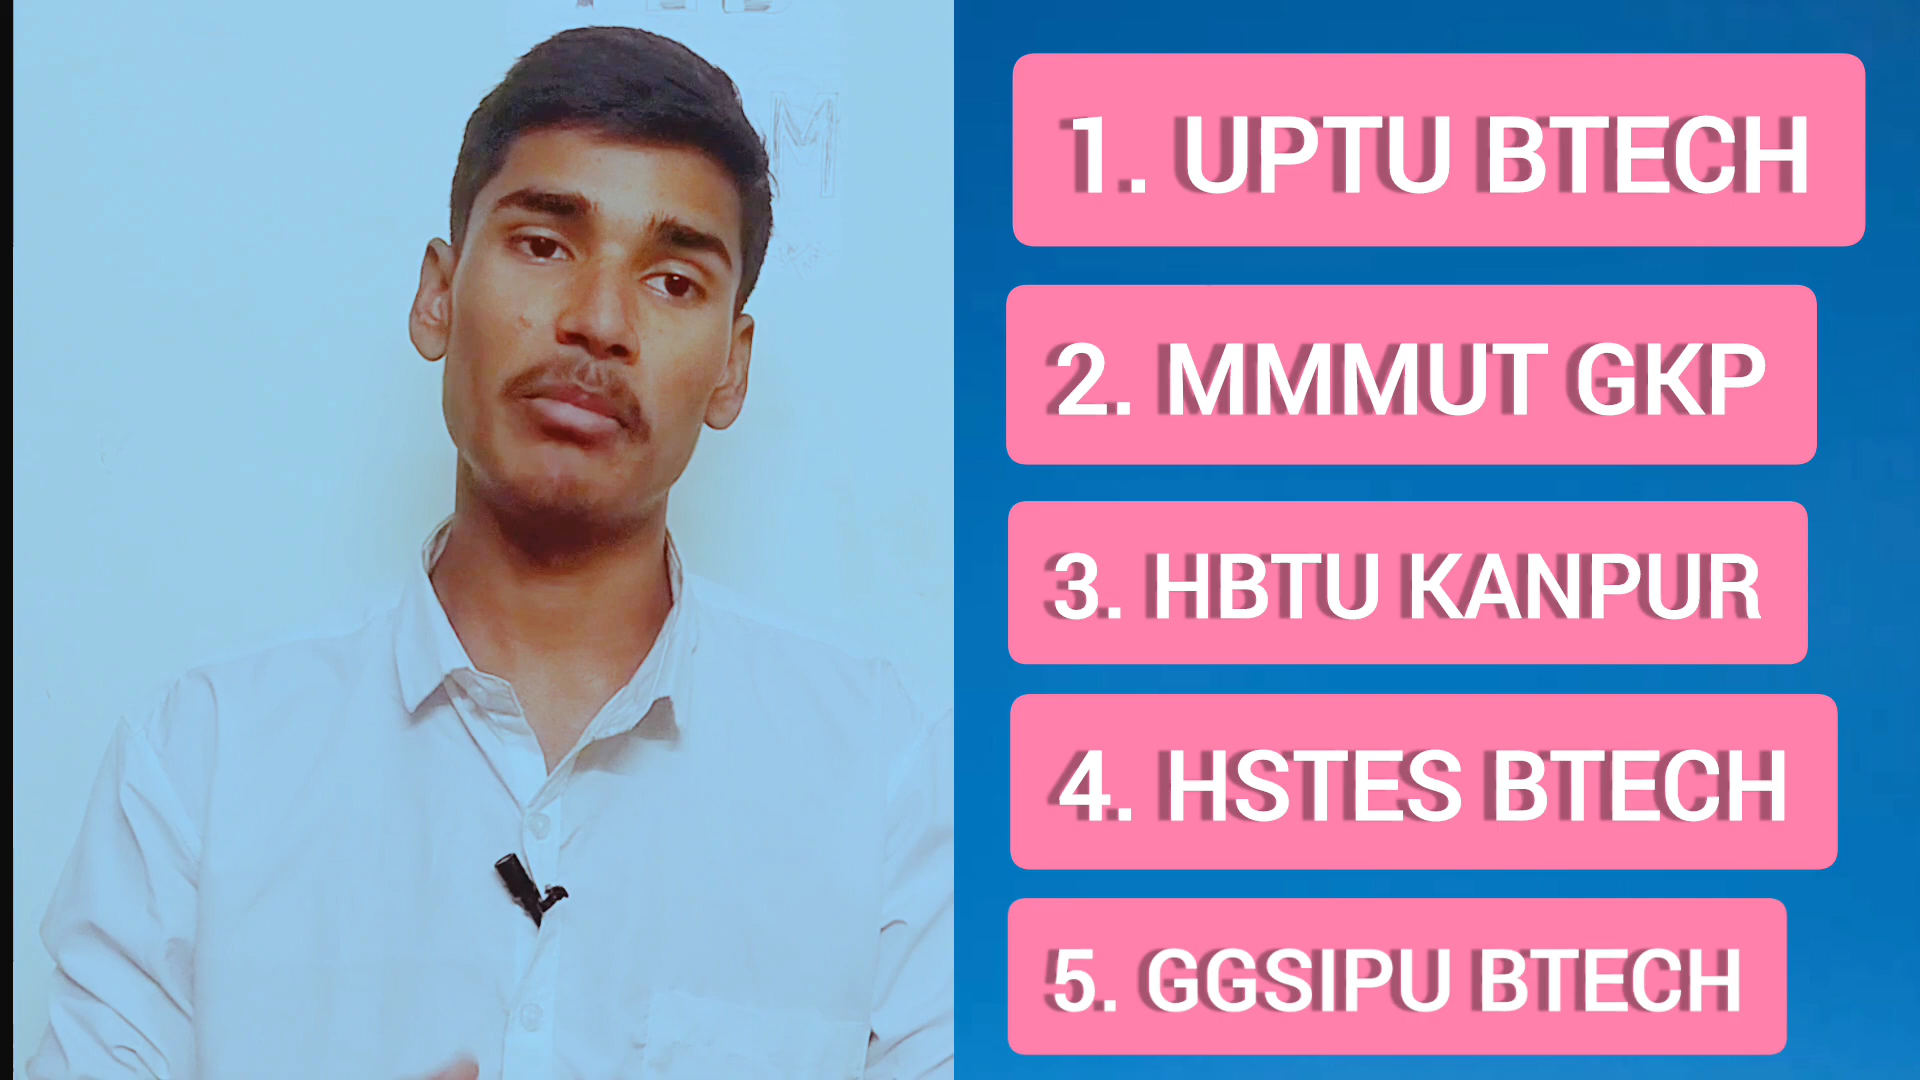 1. UPTU BTECH
2. MMMUT GKP
3. HBTU KANPUR
4. HSTES BTECH
5. GGSIPU BTECH